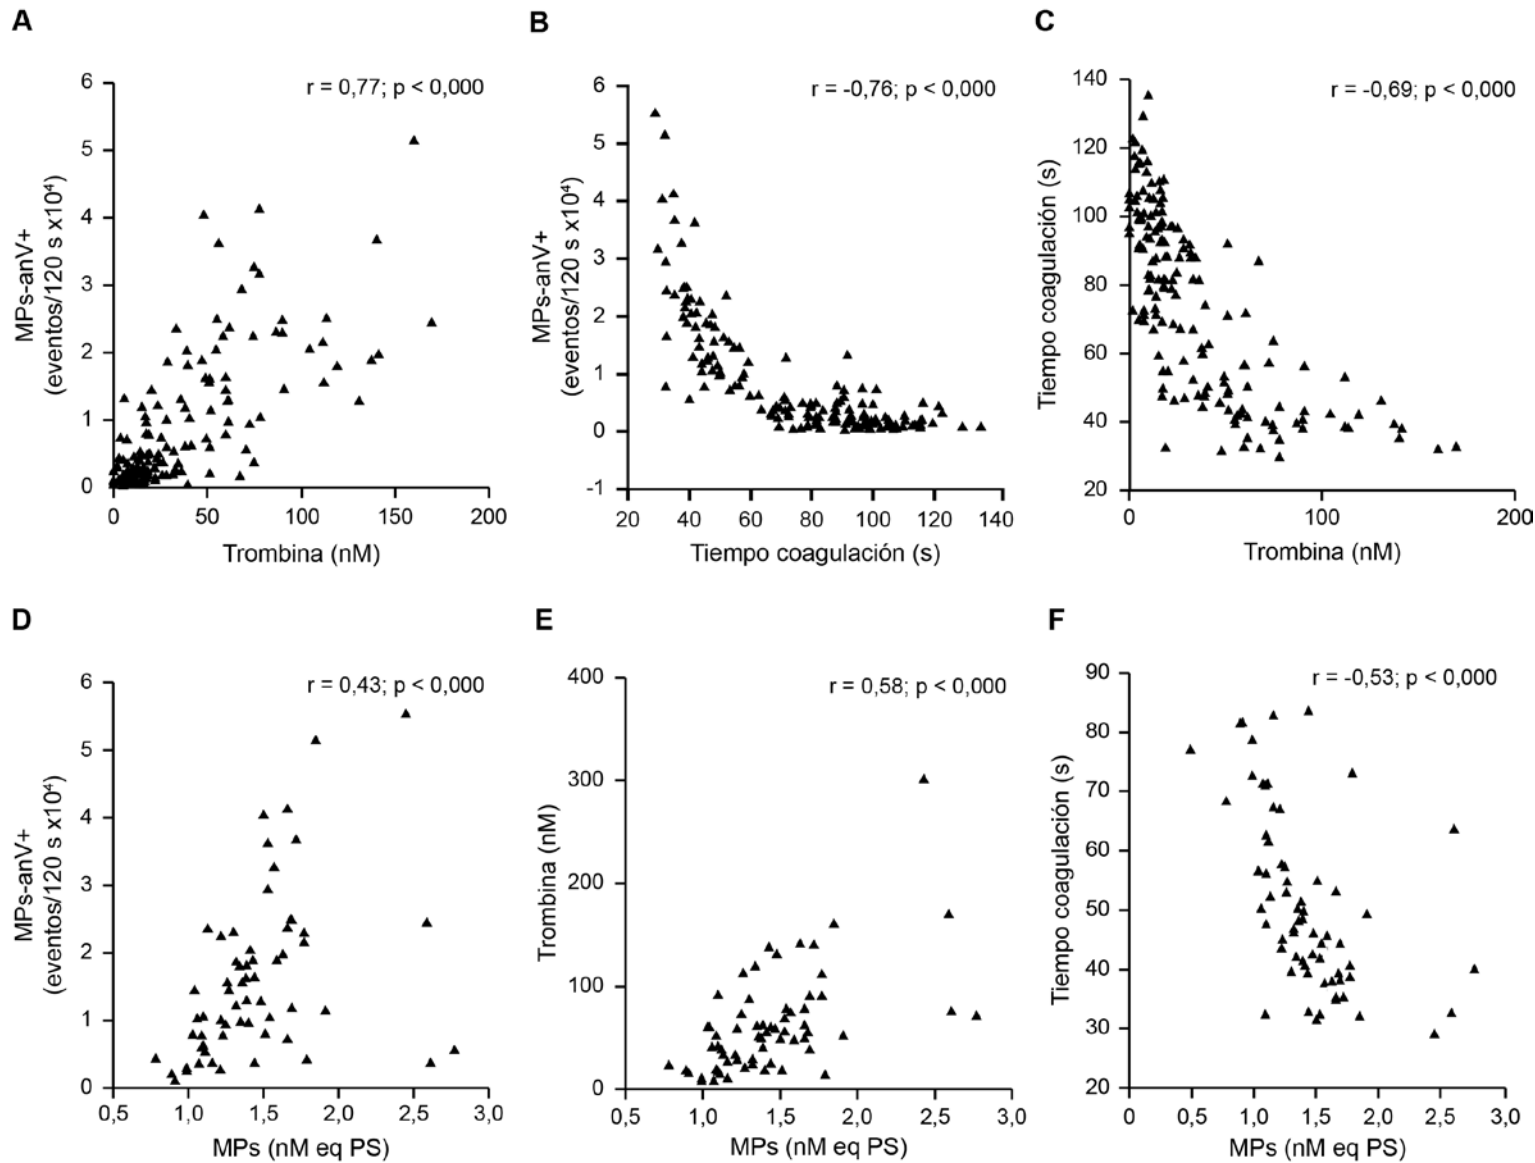 A
r = 0,77; p < 0,000
MPs-anV+
(eventos/120 s x10⁴)
6
5
4
3
2
1
0
0 50 100 150 200
Trombina (nM)
B
r = -0,76; p < 0,000
MPs-anV+
(eventos/120 s x10⁴)
6
5
4
3
2
1
0
-1
20 40 60 80 100 120 140
Tiempo coagulación (s)
C
r = -0,69; p < 0,000
Tiempo coagulación (s)
140
120
100
80
60
40
20
0 100 200
Trombina (nM)
D
r = 0,43; p < 0,000
MPs-anV+
(eventos/120 s x10⁴)
6
5
4
3
2
1
0
0,5 1,0 1,5 2,0 2,5 3,0
MPs (nM eq PS)
E
r = 0,58; p < 0,000
Trombina (nM)
400
300
200
100
0
0,5 1,0 1,5 2,0 2,5 3,0
MPs (nM eq PS)
F
r = -0,53; p < 0,000
Tiempo coagulación (s)
90
80
70
60
50
40
30
20
0 0,5 1,0 1,5 2,0 2,5 3,0
MPs (nM eq PS)